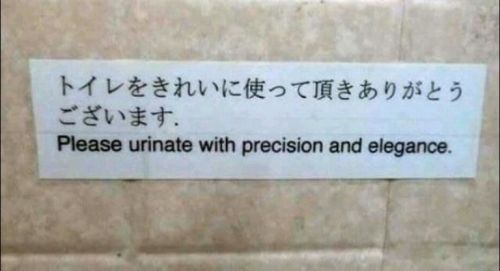 トイレをきれいに使って頂きありがとう
ございます.
Please urinate with precision and elegance.